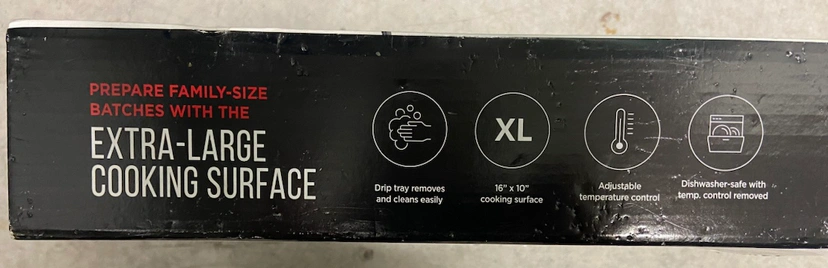 PREPARE FAMILY-SIZE
BATCHES WITH THE
EXTRA-LARGE
COOKING SURFACE
Drip tray removes
and cleans easily
XL
16" x 10"
cooking surface
Adjustable
temperature control
Dishwasher-safe with
temp. control removed